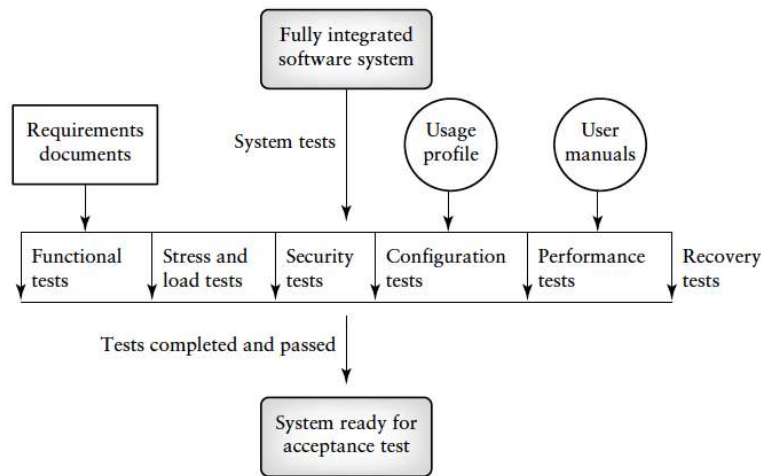 Fully integrated
software system
Requirements
documents
System tests
Usage
profile
User
manuals
Functional
tests
Stress and
load tests
Security
tests
Configuration
tests
Performance
tests
Recovery
tests
Tests completed and passed
System ready for
acceptance test